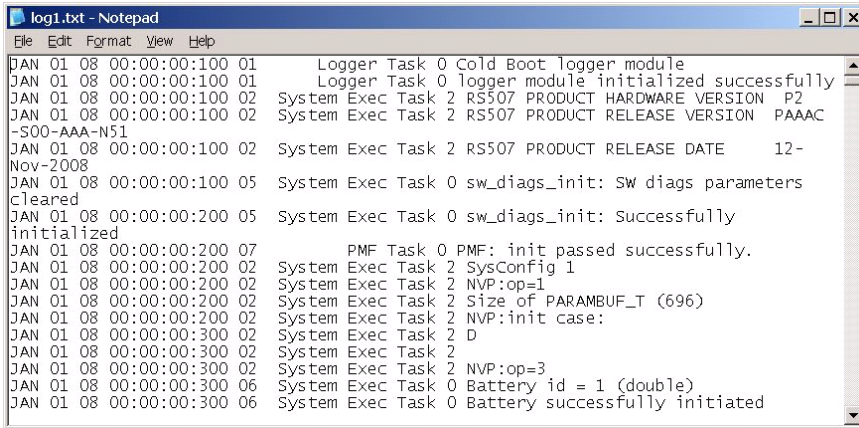 log1.txt - Notepad
File Edit Format View Help
JAN 01 08 00:00:00:100 01 Logger Task 0 Cold Boot logger module
JAN 01 08 00:00:00:100 01 Logger Task 0 logger module initialized successfully
JAN 01 08 00:00:00:100 02 System Exec Task 2 RS507 PRODUCT HARDWARE VERSION P2
JAN 01 08 00:00:00:100 02 System Exec Task 2 RS507 PRODUCT RELEASE VERSION PAAAC
-S00-AAA-N51
JAN 01 08 00:00:00:100 02 System Exec Task 2 RS507 PRODUCT RELEASE DATE 12-
Nov-2008
JAN 01 08 00:00:00:100 05 System Exec Task 0 sw_diags_init: SW diags parameters
cleared
JAN 01 08 00:00:00:200 05 System Exec Task 0 sw_diags_init: Successfully
initialized
JAN 01 08 00:00:00:200 07 PMF Task 0 PMF: init passed successfully.
JAN 01 08 00:00:00:200 02 System Exec Task 2 SysConfig 1
JAN 01 08 00:00:00:200 02 System Exec Task 2 NVP:op=1
JAN 01 08 00:00:00:200 02 System Exec Task 2 Size of PARAMBUF_T (696)
JAN 01 08 00:00:00:200 02 System Exec Task 2 NVP:init case:
JAN 01 08 00:00:00:300 02 System Exec Task 2 D
JAN 01 08 00:00:00:300 02 System Exec Task 2
JAN 01 08 00:00:00:300 02 System Exec Task 2 NVP:op=3
JAN 01 08 00:00:00:300 06 System Exec Task 0 Battery id = 1 (double)
JAN 01 08 00:00:00:300 06 System Exec Task 0 Battery successfully initiated